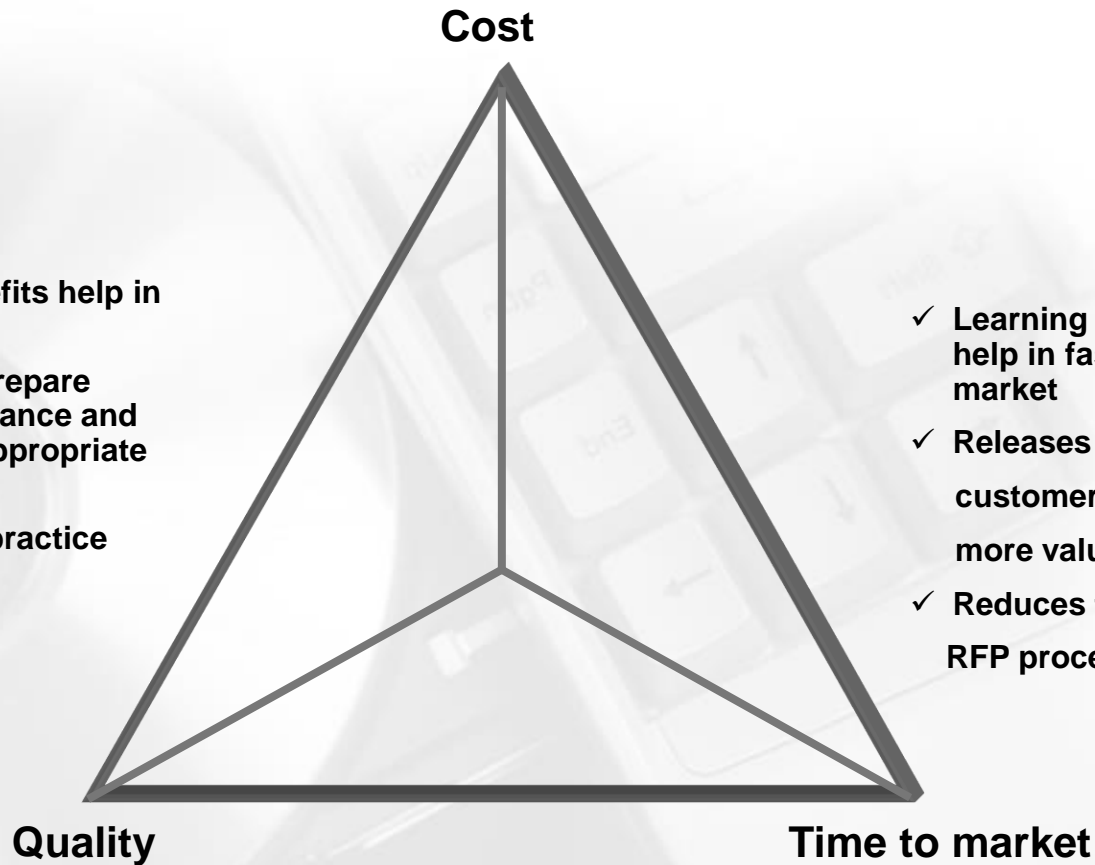 Cost
fits help in
repare
ance and
ppropriate
practice
✓ Learning
help in fas
market
✓ Releases
customer
more valu
✓ Reduces
RFP proce
Quality
Time to market